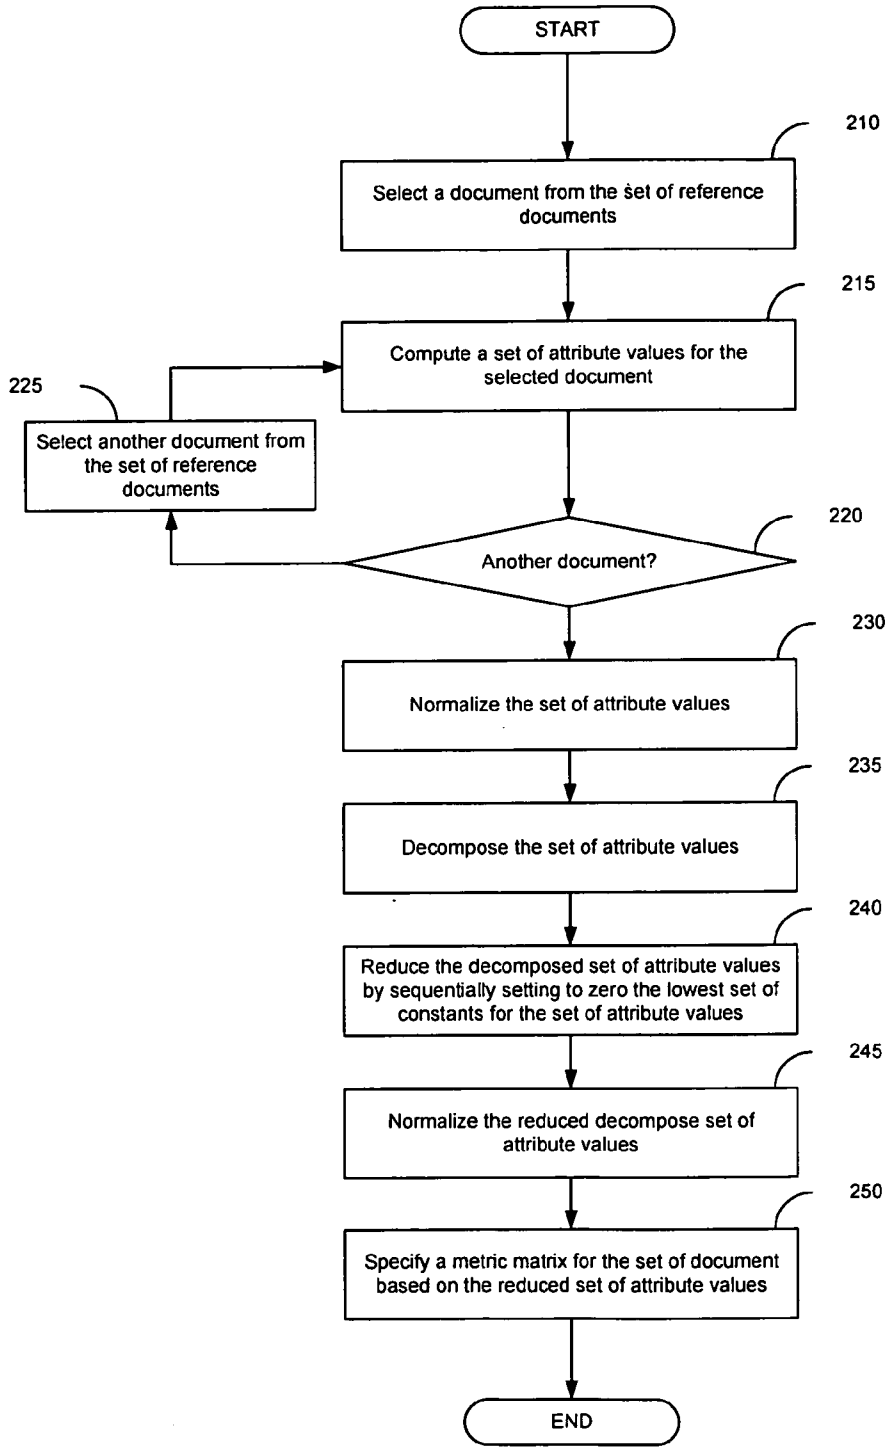 START
210
Select a document from the set of reference
documents
215
Compute a set of attribute values for the
selected document
225
Select another document from
the set of reference
documents
220
Another document?
230
Normalize the set of attribute values
235
Decompose the set of attribute values
240
Reduce the decomposed set of attribute values
by sequentially setting to zero the lowest set of
constants for the set of attribute values
245
Normalize the reduced decompose set of
attribute values
250
Specify a metric matrix for the set of document
based on the reduced set of attribute values
END